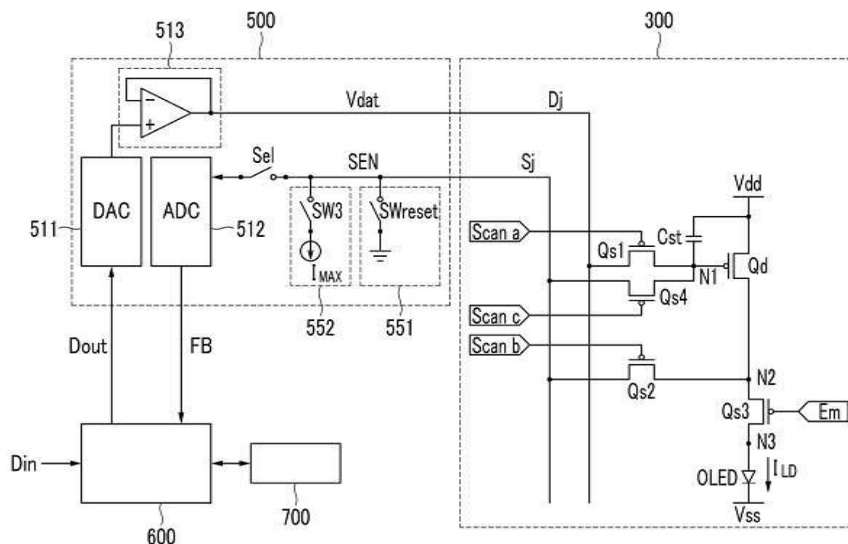 500
300
513
Vdat
Dj
−
+
Sel
SEN
Sj
Vdd
DAC
ADC
SW3
SWreset
Scan a
Cst
511
512
Qs1
Qd
N1
IMAX
Qs4
Scan c
552
551
Scan b
Dout
FB
N2
Qs2
Qs3
Em
N3
Din
OLED
ILD
700
Vss
600